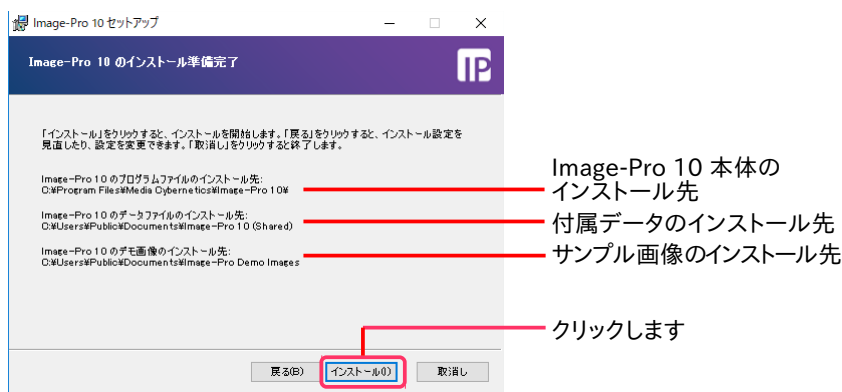 Image-Pro 10 セットアップ
Image-Pro 10 のインストール準備完了
IP
「インストール」をクリックすると、インストールを開始します。「戻る」をクリックすると、インストール設定を
見直したり、設定を変更できます。「取消し」をクリックすると終了します。
Image-Pro 10 のプログラムファイルのインストール先:
C:¥Program Files¥Media Cybernetics¥Image-Pro 10¥
Image-Pro 10 のデータファイルのインストール先:
C:¥Users¥Public¥Documents¥Image-Pro 10 (Shared)
Image-Pro 10 のデモ画像のインストール先:
C:¥Users¥Public¥Documents¥Image-Pro Demo Images
Image-Pro 10 本体の
インストール先
付属データのインストール先
サンプル画像のインストール先
クリックします
戻る(B)
インストール(I)
取消し